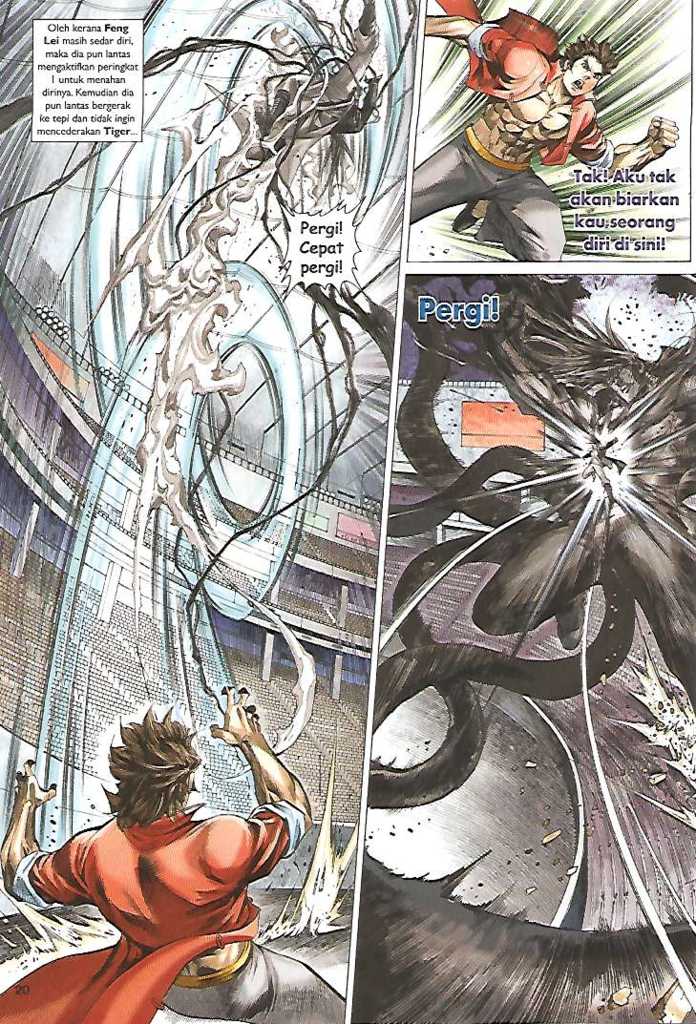 Oleh kerana Feng
Lei masih sedar diri,
maka dia pun lantas
mengaktifkan peringkat
1 untuk menahan
dirinya. Kemudian dia
pun lantas bergerak
ke tepi dan tidak ingin
mencederakan Tiger...
Pergi!
Cepat
pergi!
Tak! Aku tak
akan biarkan
kau seorang
diri di sini!
Pergi!
20